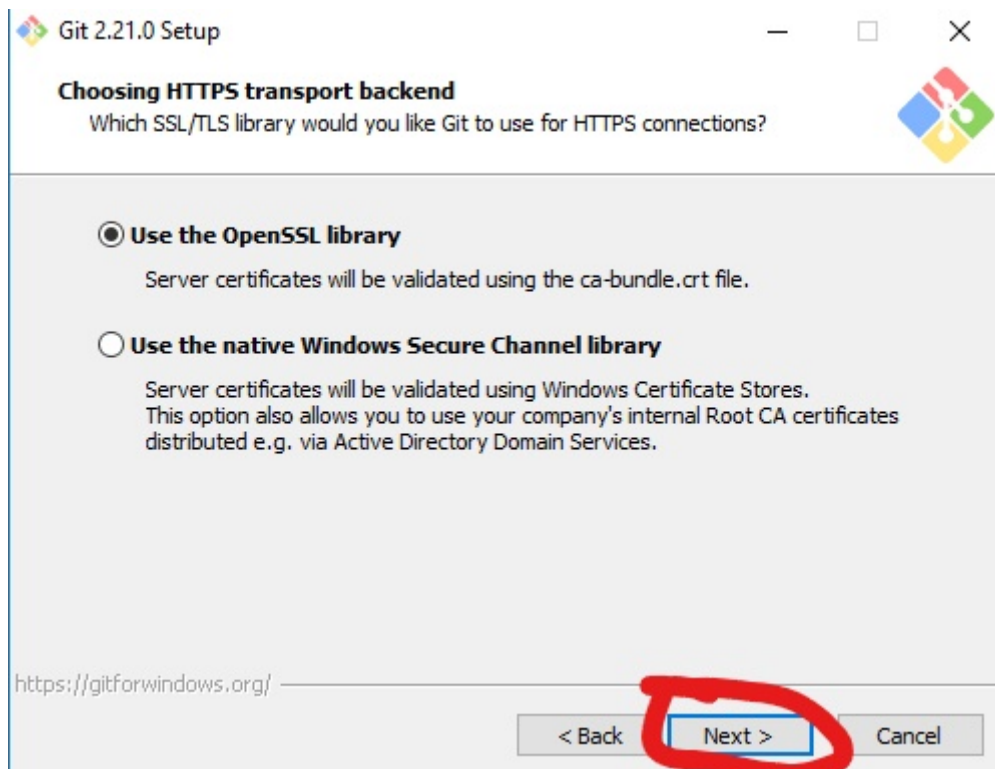 Git 2.21.0 Setup
Choosing HTTPS transport backend
Which SSL/TLS library would you like Git to use for HTTPS connections?
Use the OpenSSL library
Server certificates will be validated using the ca-bundle.crt file.
Use the native Windows Secure Channel library
Server certificates will be validated using Windows Certificate Stores.
This option also allows you to use your company's internal Root CA certificates
distributed e.g. via Active Directory Domain Services.
https://gitforwindows.org/
< Back Next > Cancel